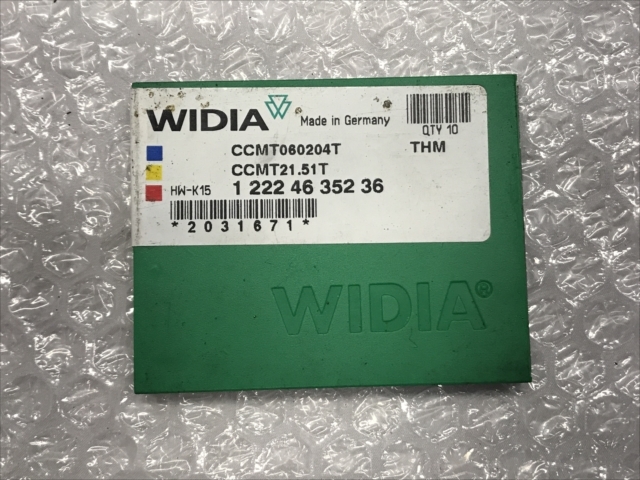 WIDIA Made in Germany
QTY 10
CCMT060204T THM
CCMT21.51T
HW-K15 1 222 46 352 36
*2031671*
WIDIA®